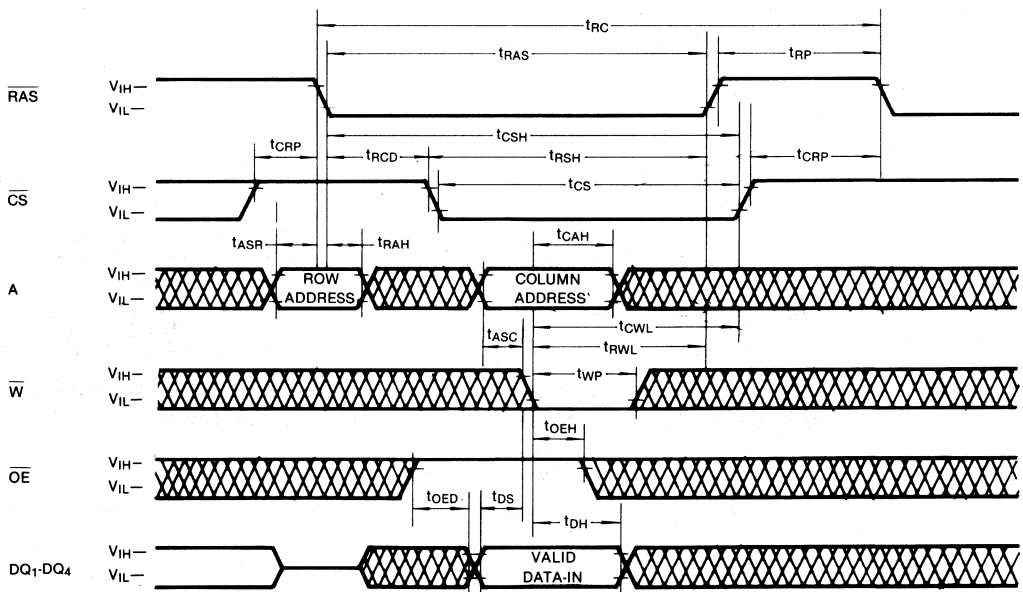 tRC
tRAS
tRP
RAS
VIH—
VIL—
tCSH
tCRP
tRCD
tRSH
tCRP
CS
VIH—
VIL—
tCS
tASR
tRAH
tCAH
A
VIH—
VIL—
ROW
ADDRESS
COLUMN
ADDRESS'
tASC
tCWL
tRWL
W
VIH—
VIL—
tWP
tOEH
OE
VIH—
VIL—
tOED
tDS
tDH
DQ1-DQ4
VIH—
VIL—
VALID
DATA-IN